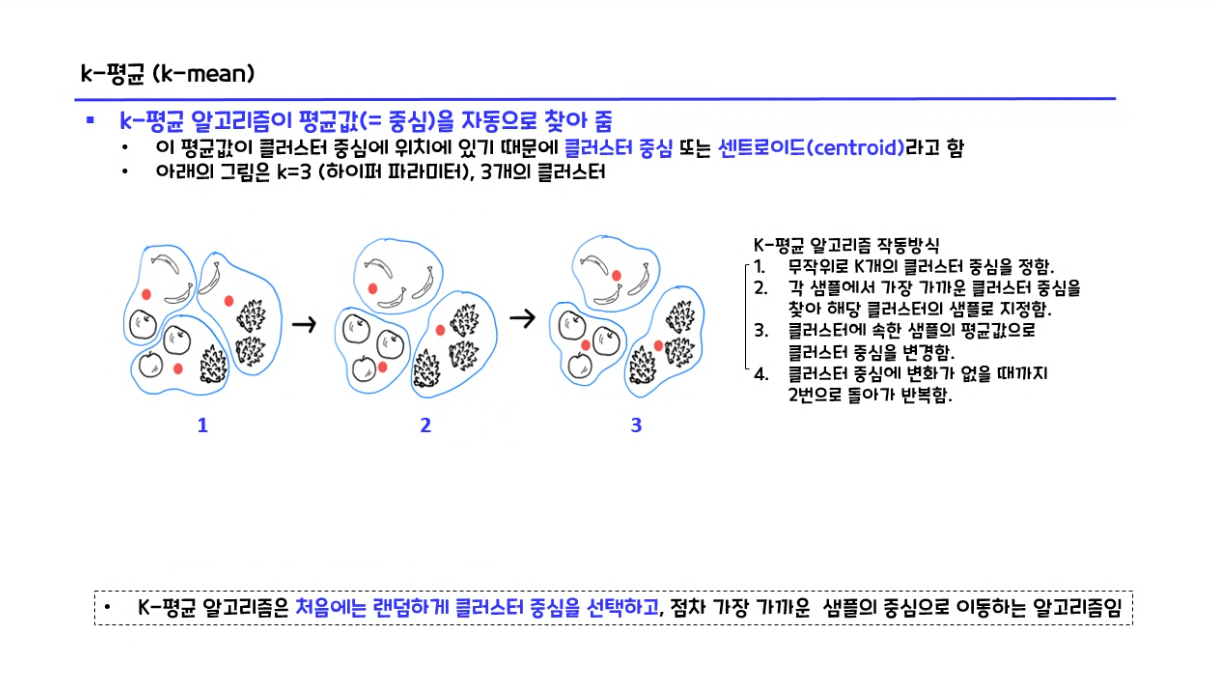 k-평균 (k-mean)
▪ k-평균 알고리즘이 평균값(= 중심)을 자동으로 찾아 줌
• 이 평균값이 클러스터 중심에 위치에 있기 때문에 클러스터 중심 또는 센트로이드(centroid)라고 함
• 아래의 그림은 k=3 (하이퍼 파라미터), 3개의 클러스터
1
2
3
K-평균 알고리즘 작동방식
1. 무작위로 K개의 클러스터 중심을 정함.
2. 각 샘플에서 가장 가까운 클러스터 중심을
찾아 해당 클러스터의 샘플로 지정함.
3. 클러스터에 속한 샘플의 평균값으로
클러스터 중심을 변경함.
4. 클러스터 중심에 변화가 없을 때까지
2번으로 돌아가 반복함.
• K-평균 알고리즘은 처음에는 랜덤하게 클러스터 중심을 선택하고, 점차 가장 가까운 샘플의 중심으로 이동하는 알고리즘임